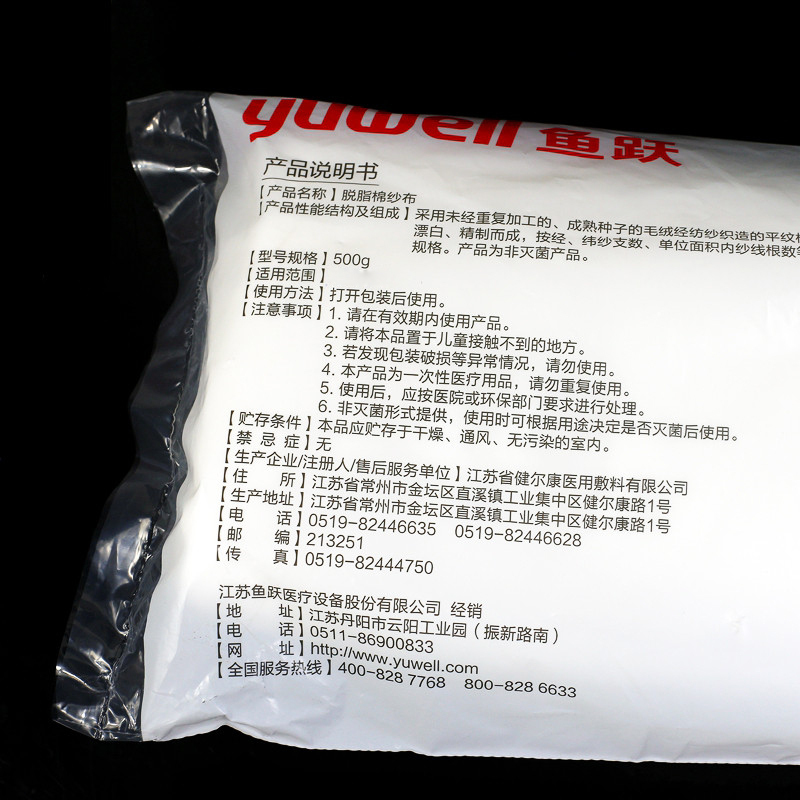 yuwell 鱼跃
产品说明书
【产品名称】脱脂棉纱布
【产品性能结构及组成】采用未经重复加工的、成熟种子的毛绒经纺纱织造的平纹
漂白、精制而成，按经、纬纱支数、单位面积内纱线根数
规格。产品为非灭菌产品。
【型号规格】500g
【适用范围】
【使用方法】打开包装后使用。
【注意事项】1. 请在有效期内使用产品。
2. 请将本品置于儿童接触不到的地方。
3. 若发现包装破损等异常情况，请勿使用。
4. 本产品为一次性医疗用品，请勿重复使用。
5. 使用后，应按医院或环保部门要求进行处理。
6. 非灭菌形式提供，使用时可根据用途决定是否灭菌后使用。
【贮存条件】本品应贮存于干燥、通风、无污染的室内。
【禁忌症】无
【生产企业/注册人/售后服务单位】江苏省健尔康医用敷料有限公司
【住 所】江苏省常州市金坛区直溪镇工业集中区健尔康路1号
【生产地址】江苏省常州市金坛区直溪镇工业集中区健尔康路1号
【电 话】0519-82446635 0519-82446628
【邮 编】213251
【传 真】0519-82444750
江苏鱼跃医疗设备股份有限公司 经销
【地 址】江苏丹阳市云阳工业园（振新路南）
【电 话】0511-86900833
【网 址】http://www.yuwell.com
【全国服务热线】400-828 7768 800-828 6633